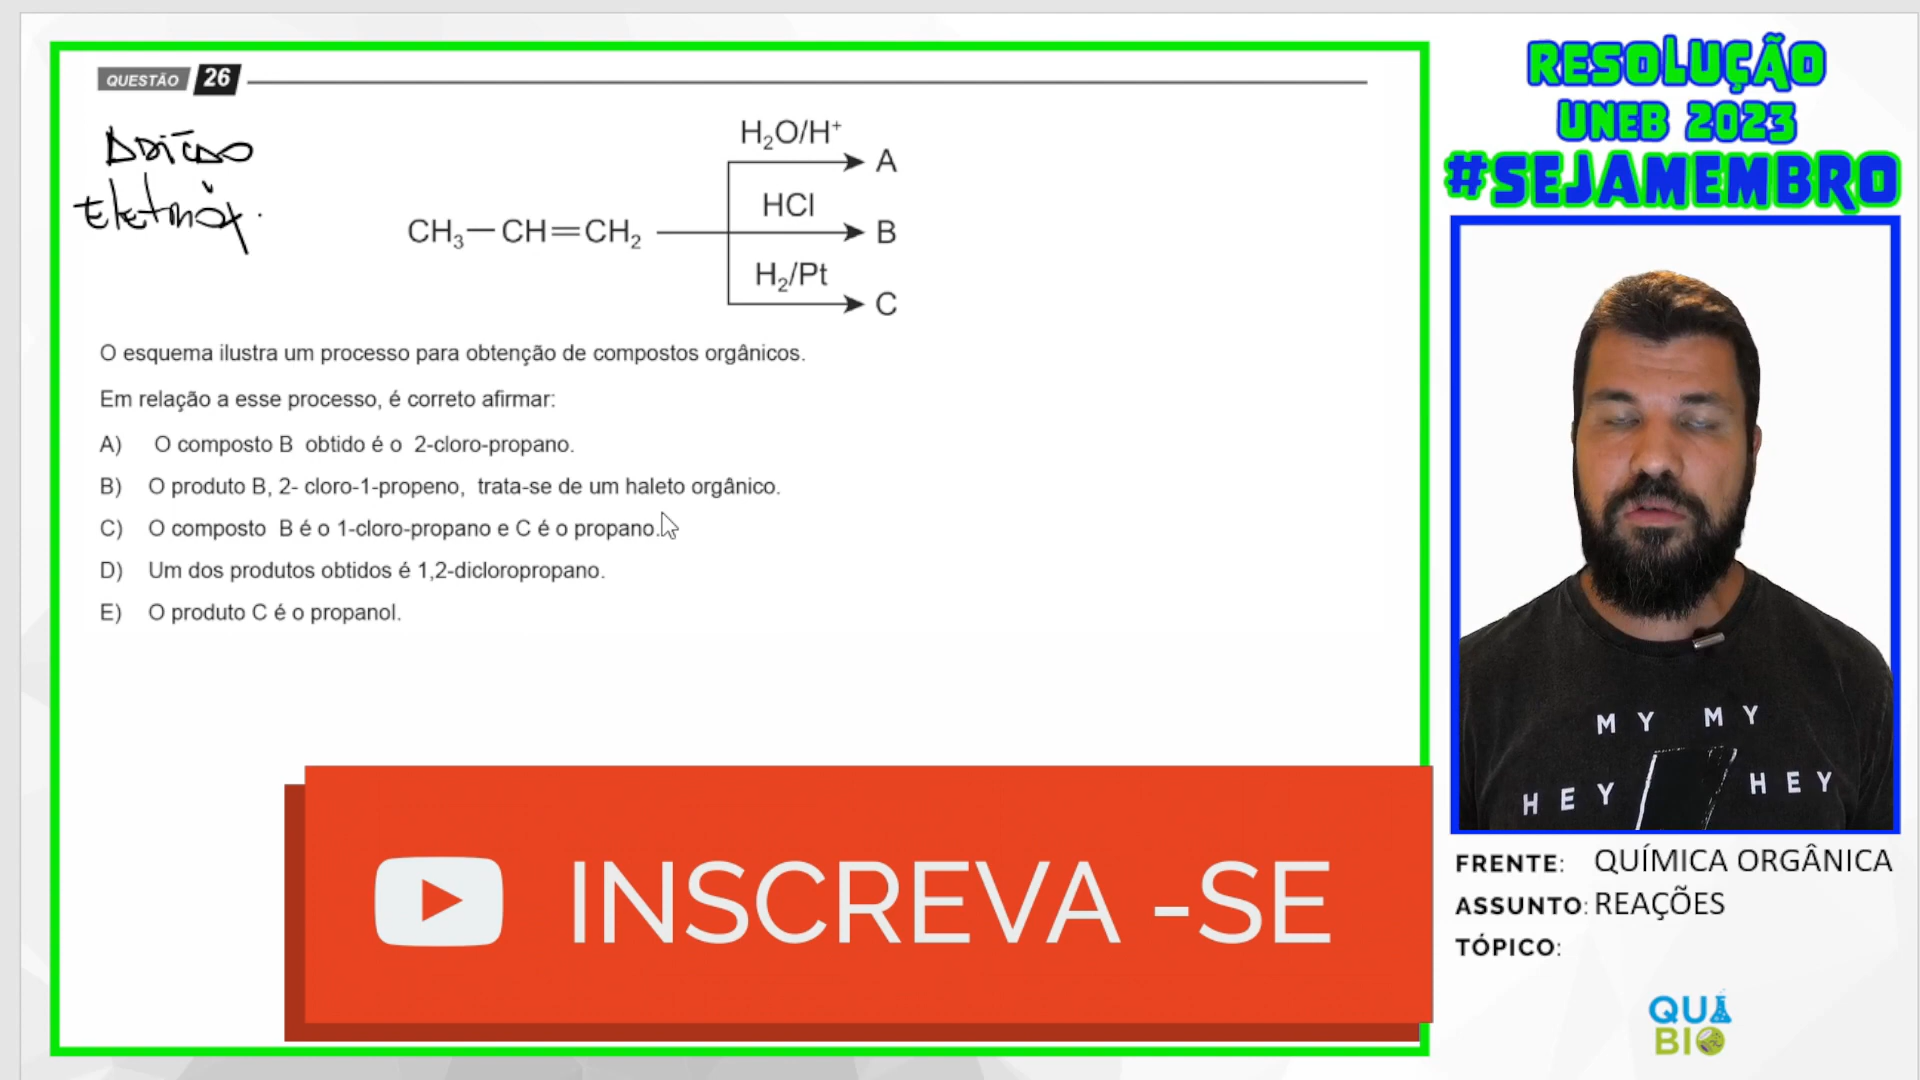 QUESTÃO 26
ADIÇÃO
H₂O/H⁺
A
HCl
CH₃—CH=CH₂
B
H₂/Pt
C
O esquema ilustra um processo para obtenção de compostos orgânicos.
Em relação a esse processo, é correto afirmar:
A) O composto B obtido é o 2-cloro-propano.
B) O produto B, 2- cloro-1-propeno, trata-se de um haleto orgânico.
C) O composto B é o 1-cloro-propano e C é o propano.
D) Um dos produtos obtidos é 1,2-dicloropropano.
E) O produto C é o propanol.
INSCREVA -SE
RESOLUÇÃO
UNEB 2023
#SEJAMEMBRO
MY MY
HEY HEY
FRENTE: QUÍMICA ORGÂNICA
ASSUNTO: REAÇÕES
TÓPICO:
QUÍ
BIO